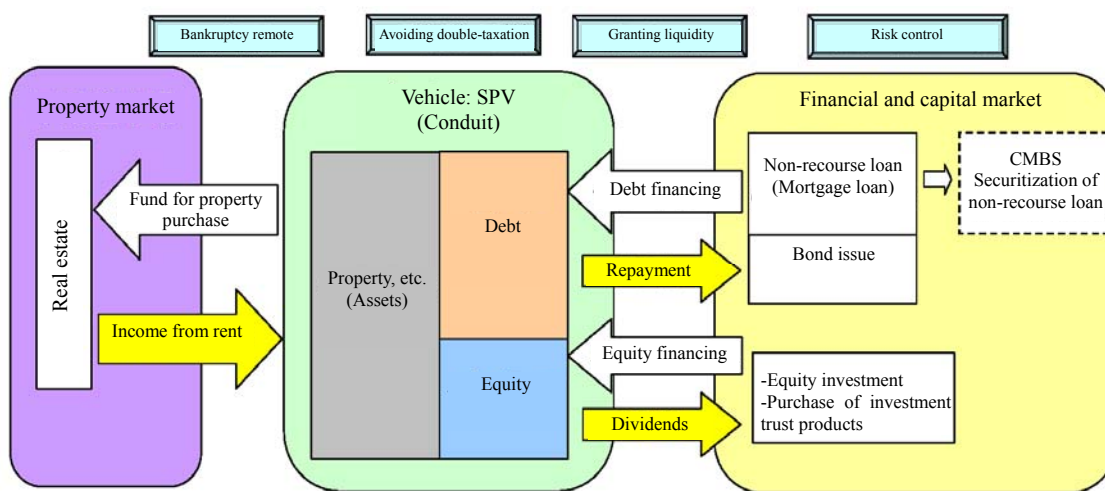 Bankruptcy remote
Avoiding double-taxation
Granting liquidity
Risk control
Property market
Real estate
Fund for property
purchase
Income from rent
Vehicle: SPV
(Conduit)
Property, etc.
(Assets)
Debt
Equity
Debt financing
Repayment
Equity financing
Dividends
Financial and capital market
Non-recourse loan
(Mortgage loan)
Bond issue
CMBS
Securitization of
non-recourse loan
-Equity investment
-Purchase of investment
trust products